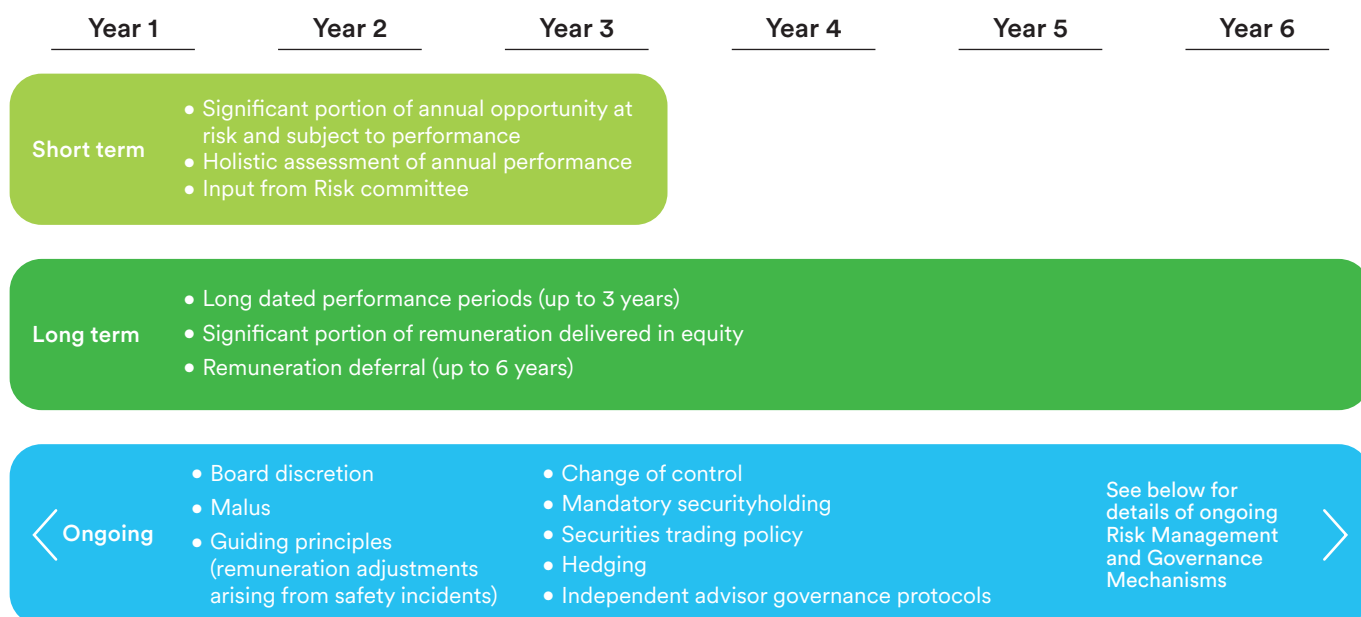 Year 1 Year 2 Year 3 Year 4 Year 5 Year 6
Short term
• Significant portion of annual opportunity at
risk and subject to performance
• Holistic assessment of annual performance
• Input from Risk committee
Long term
• Long dated performance periods (up to 3 years)
• Significant portion of remuneration delivered in equity
• Remuneration deferral (up to 6 years)
Ongoing
• Board discretion
• Malus
• Guiding principles
(remuneration adjustments
arising from safety incidents)
• Change of control
• Mandatory securityholding
• Securities trading policy
• Hedging
• Independent advisor governance protocols
See below for
details of ongoing
Risk Management
and Governance
Mechanisms